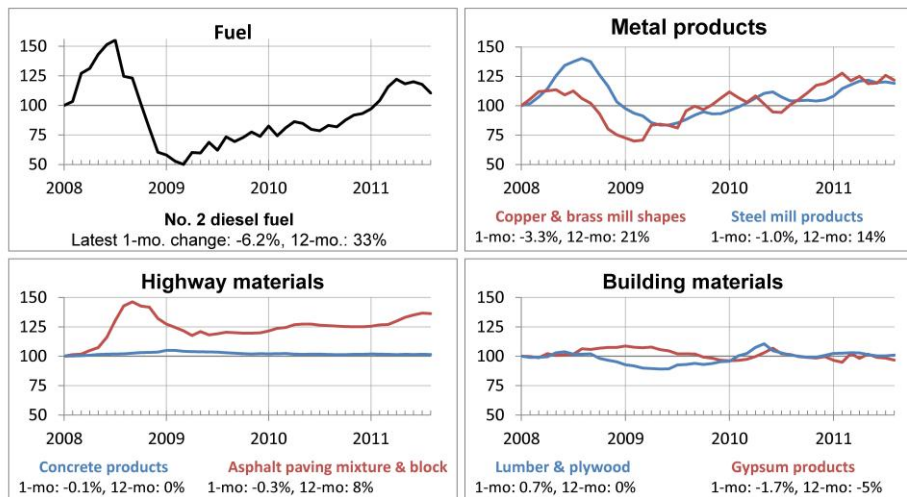 Fuel
150
125
100
75
50
2008 2009 2010 2011
No. 2 diesel fuel
Latest 1-mo. change: -6.2%, 12-mo.: 33%
Metal products
150
125
100
75
50
2008 2009 2010 2011
Copper & brass mill shapes Steel mill products
1-mo: -3.3%, 12-mo: 21% 1-mo: -1.0%, 12-mo: 14%
Highway materials
150
125
100
75
50
2008 2009 2010 2011
Concrete products Asphalt paving mixture & block
1-mo: -0.1%, 12-mo: 0% 1-mo: -0.3%, 12-mo: 8%
Building materials
150
125
100
75
50
2008 2009 2010 2011
Lumber & plywood Gypsum products
1-mo: 0.7%, 12-mo: 0% 1-mo: -1.7%, 12-mo: -5%